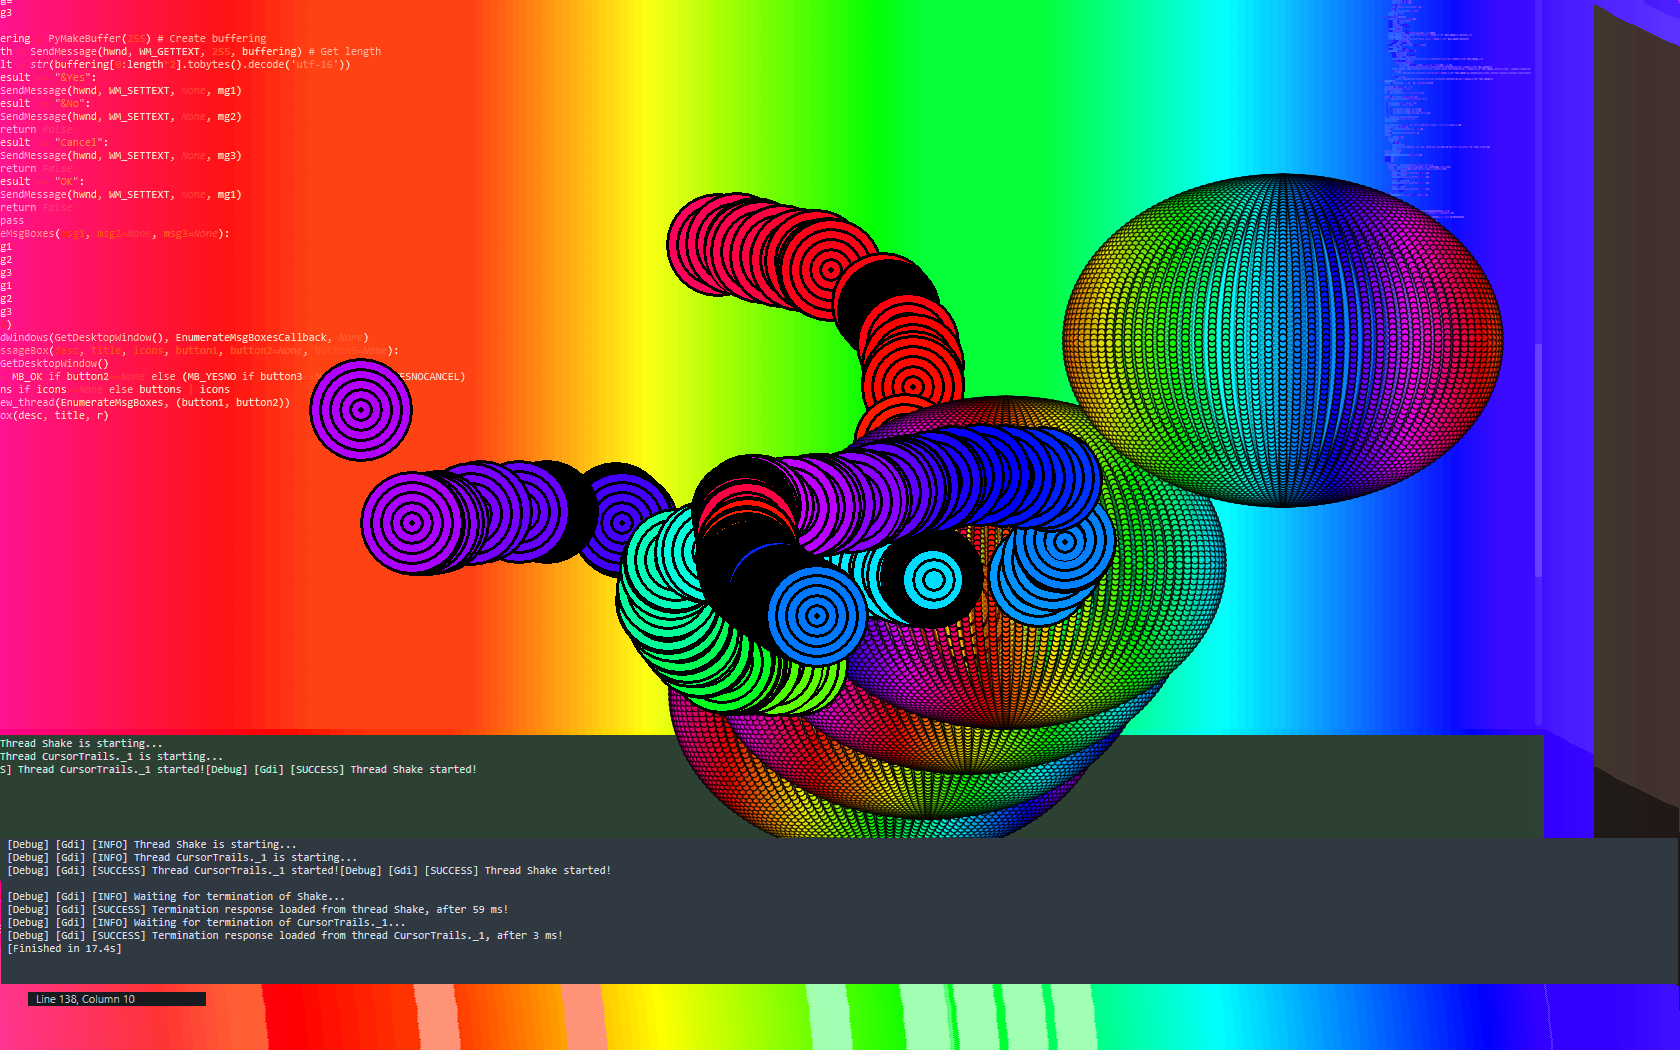 g3
ering PyMakeBuffer(255) # Create buffering
th SendMessage(hwnd, WM_GETTEXT, 255, buffering) # Get length
lt str(buffering[0:length*2].tobytes().decode('utf-16'))
esult "&Yes":
SendMessage(hwnd, WM_SETTEXT, None, mg1)
esult "&No":
SendMessage(hwnd, WM_SETTEXT, None, mg2)
return False
esult "Cancel":
SendMessage(hwnd, WM_SETTEXT, None, mg3)
return False
esult "OK":
SendMessage(hwnd, WM_SETTEXT, None, mg1)
return False
pass
eMsgBoxes(msg1, msg2=None, msg3=None):
g1
g2
g3
g1
g2
g3
)
dWindows(GetDesktopWindow(), EnumerateMsgBoxesCallback, None)
ssageBox(desc, title, icons, button1, button2=None, button3=None):
GetDesktopWindow()
MB_OK if button2 None else (MB_YESNO if button3 ESNOCANCEL)
ns if icons None else buttons | icons
ew_thread(EnumerateMsgBoxes, (button1, button2))
ox(desc, title, r)
Thread Shake is starting...
Thread CursorTrails._1 is starting...
S] Thread CursorTrails._1 started![Debug] [Gdi] [SUCCESS] Thread Shake started!
[Debug] [Gdi] [INFO] Thread Shake is starting...
[Debug] [Gdi] [INFO] Thread CursorTrails._1 is starting...
[Debug] [Gdi] [SUCCESS] Thread CursorTrails._1 started![Debug] [Gdi] [SUCCESS] Thread Shake started!
[Debug] [Gdi] [INFO] Waiting for termination of Shake...
[Debug] [Gdi] [SUCCESS] Termination response loaded from thread Shake, after 59 ms!
[Debug] [Gdi] [INFO] Waiting for termination of CursorTrails._1...
[Debug] [Gdi] [SUCCESS] Termination response loaded from thread CursorTrails._1, after 3 ms!
[Finished in 17.4s]
Line 138, Column 10